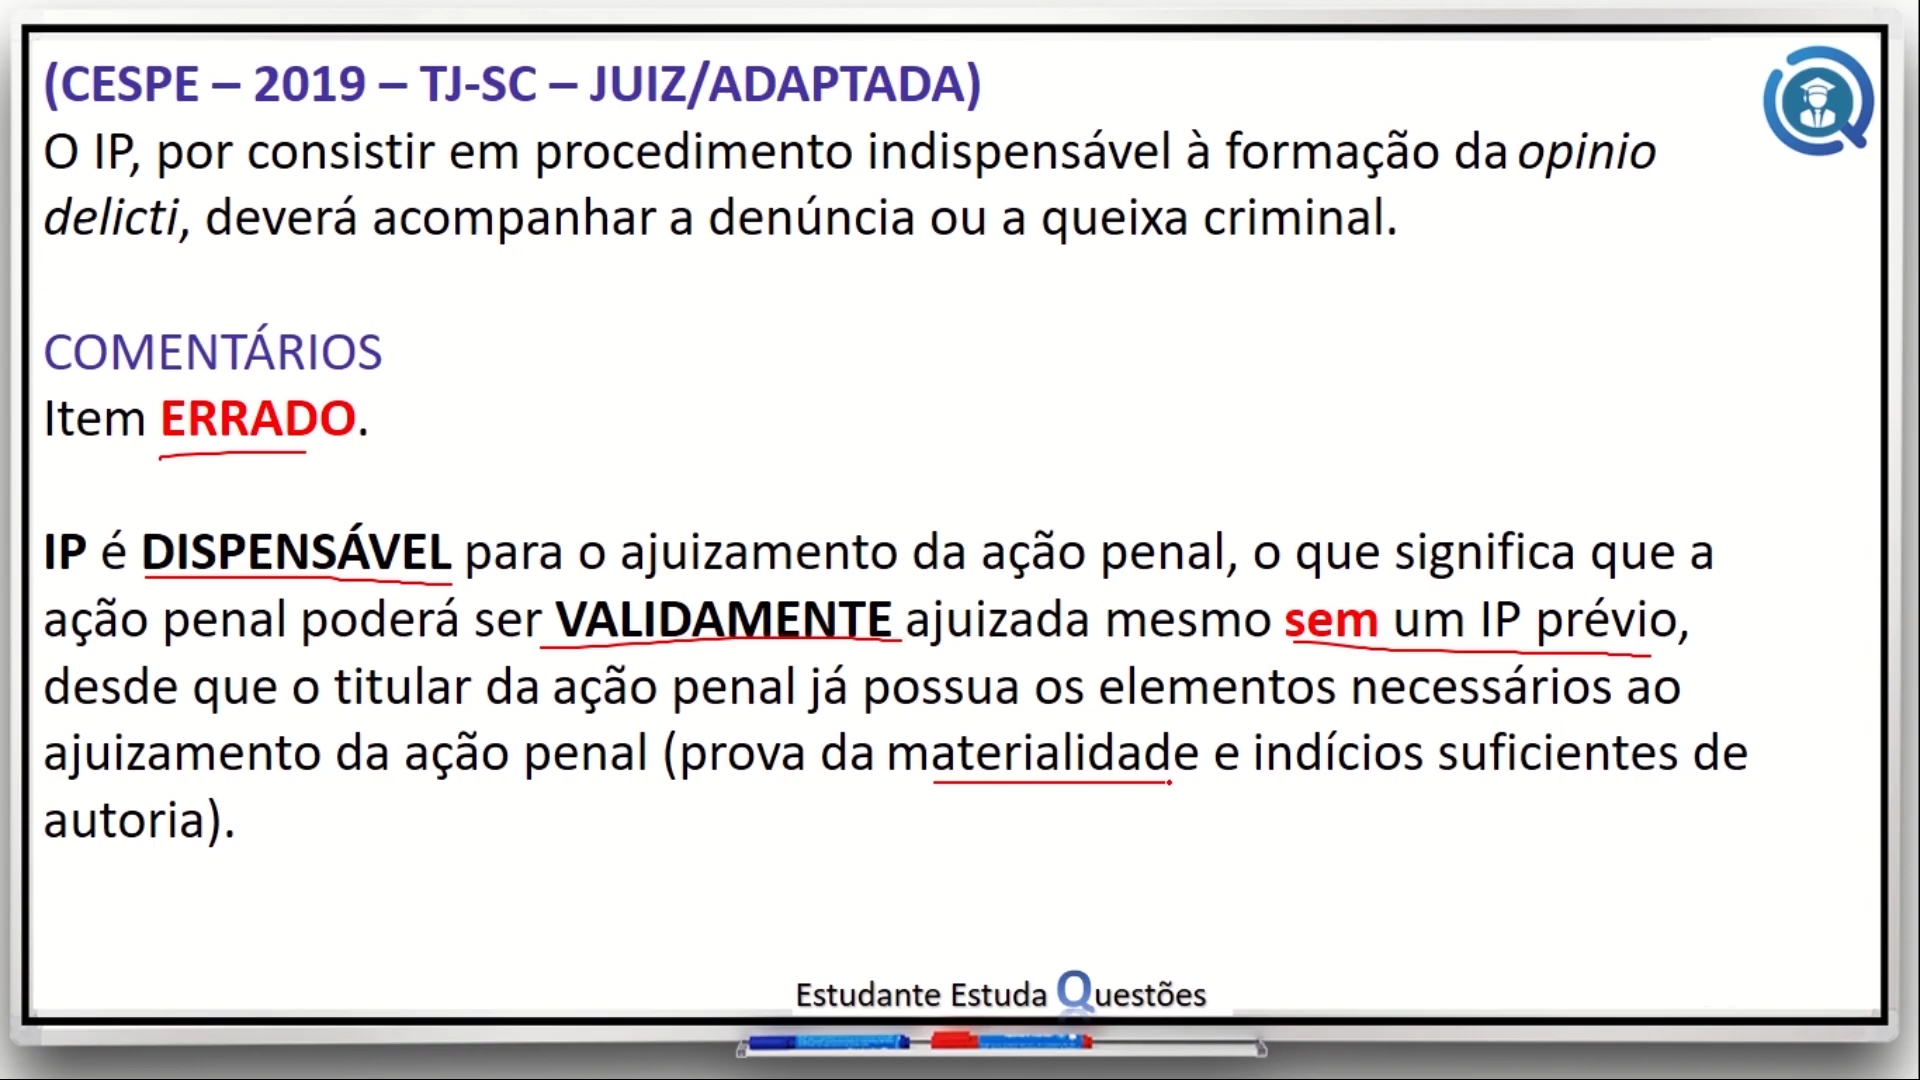 (CESPE – 2019 – TJ-SC – JUIZ/ADAPTADA)
O IP, por consistir em procedimento indispensável à formação da opinio
delicti, deverá acompanhar a denúncia ou a queixa criminal.
COMENTÁRIOS
Item ERRADO.
IP é DISPENSÁVEL para o ajuizamento da ação penal, o que significa que a
ação penal poderá ser VALIDAMENTE ajuizada mesmo sem um IP prévio,
desde que o titular da ação penal já possua os elementos necessários ao
ajuizamento da ação penal (prova da materialidade e indícios suficientes de
autoria).
Estudante Estuda Questões